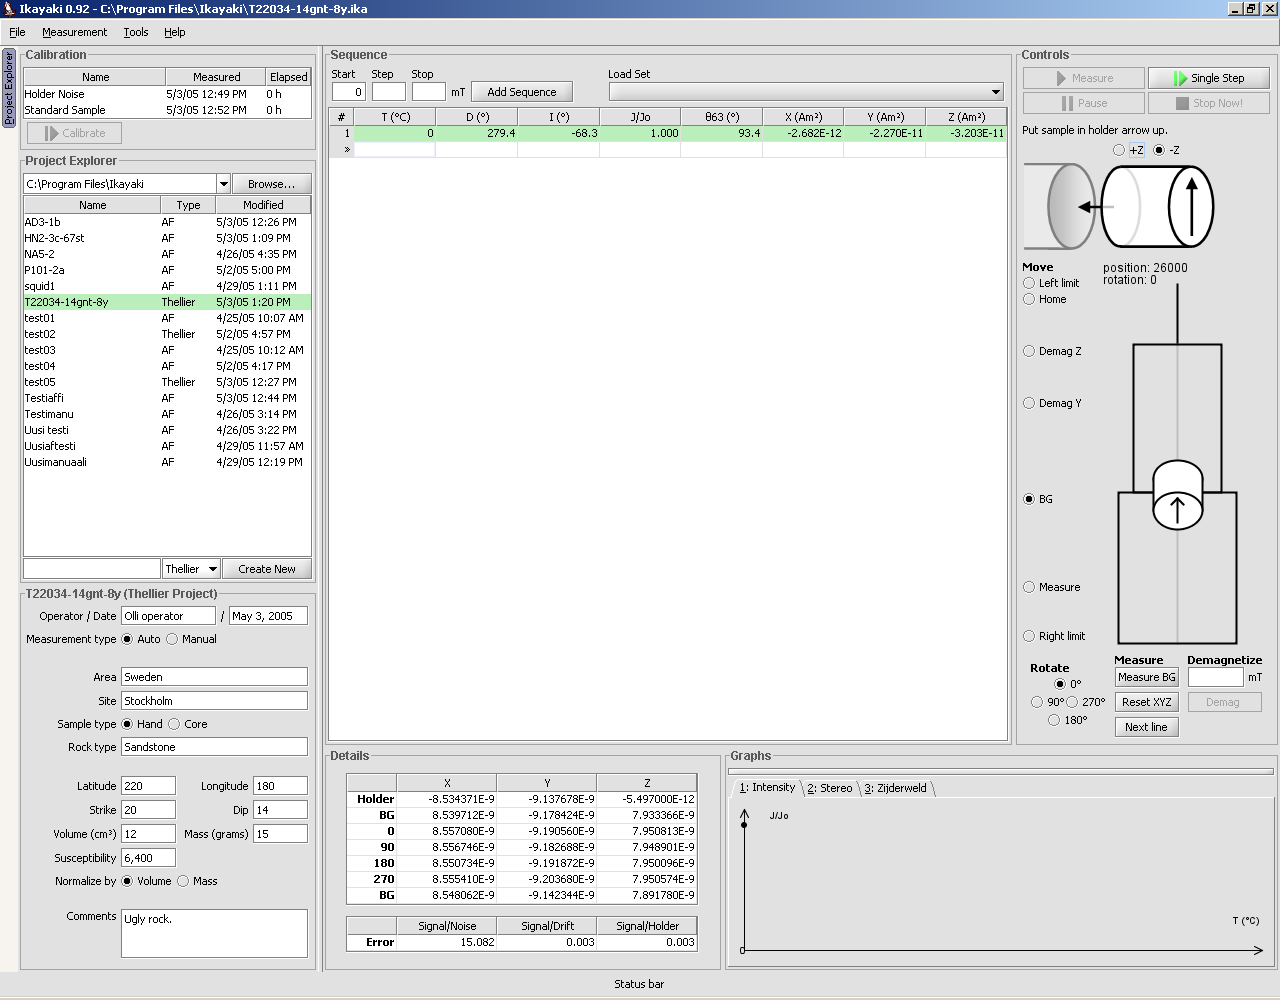 Ikayaki 0.92 - C:\Program Files\Ikayaki\T22034-14gnt-8y.ika
File Measurement Tools Help
Project Explorer
Calibration
Name Measured Elapsed
Holder Noise 5/3/05 12:49 PM 0 h
Standard Sample 5/3/05 12:52 PM 0 h
Calibrate
Project Explorer
C:\Program Files\Ikayaki Browse...
Name Type Modified
AD3-1b AF 5/3/05 12:26 PM
HN2-3c-67st AF 5/3/05 1:09 PM
NA5-2 AF 4/26/05 4:35 PM
P101-2a AF 5/2/05 5:00 PM
squid1 AF 4/29/05 1:11 PM
T22034-14gnt-8y Thellier 5/3/05 1:20 PM
test01 AF 4/25/05 10:07 AM
test02 Thellier 5/2/05 4:57 PM
test03 AF 4/25/05 10:12 AM
test04 AF 5/2/05 4:17 PM
test05 Thellier 5/3/05 12:27 PM
Testiaffi AF 5/3/05 12:44 PM
Testimanu AF 4/26/05 3:14 PM
Uusi testi AF 4/26/05 3:22 PM
Uusiaftesti AF 4/29/05 11:57 AM
Uusimanuaali AF 4/29/05 12:19 PM
Thellier Create New
T22034-14gnt-8y (Thellier Project)
Operator / Date Olli operator / May 3, 2005
Measurement type Auto Manual
Area Sweden
Site Stockholm
Sample type Hand Core
Rock type Sandstone
Latitude 220 Longitude 180
Strike 20 Dip 14
Volume (cm³) 12 Mass (grams) 15
Susceptibility 6,400
Normalize by Volume Mass
Comments Ugly rock.
Sequence
Start Step Stop Load Set
0 mT Add Sequence
# T (°C) D (°) I (°) J/Jo θ63 (°) X (Am²) Y (Am²) Z (Am²)
1 0 279.4 -68.3 1.000 93.4 -2.682E-12 -2.270E-11 -3.203E-11
»
Details
X Y Z
Holder -8.534371E-9 -9.137678E-9 -5.497000E-12
BG 8.539712E-9 -9.178424E-9 7.933366E-9
0 8.557080E-9 -9.190560E-9 7.950813E-9
90 8.556746E-9 -9.182688E-9 7.948901E-9
180 8.550734E-9 -9.191872E-9 7.950096E-9
270 8.555410E-9 -9.203680E-9 7.950574E-9
BG 8.548062E-9 -9.142344E-9 7.891780E-9
Signal/Noise Signal/Drift Signal/Holder
Error 15.082 0.003 0.003
Controls
Measure Single Step
Pause Stop Now!
Put sample in holder arrow up.
+Z -Z
Move position: 26000
rotation: 0
Left limit
Home
Demag Z
Demag Y
BG
Measure
Right limit
Rotate
0°
90° 270°
180°
Measure Demagnetize
Measure BG mT
Reset XYZ Demag
Next line
Graphs
1: Intensity 2: Stereo 3: Zijderweld
J/Jo
T (°C)
0
Status bar